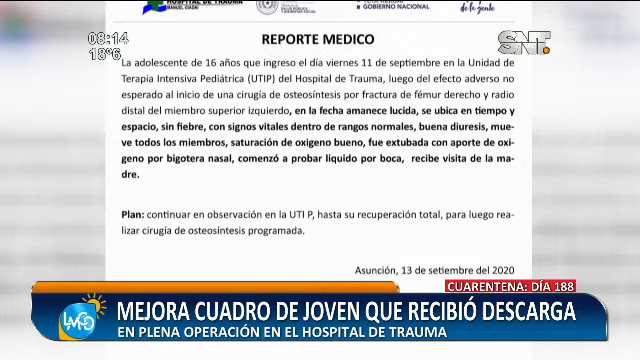 HOSPITAL DE TRAUMA
MANUEL GIAGNI
GOBIERNO NACIONAL
de la gente
08:14
18°6
SNT
REPORTE MEDICO
La adolescente de 16 años que ingreso el día viernes 11 de septiembre en la Unidad de
Terapia Intensiva Pediátrica (UTIP) del Hospital de Trauma, luego del efecto adverso no
esperado al inicio de una cirugía de osteosíntesis por fractura de fémur derecho y radio
distal del miembro superior izquierdo, en la fecha amanece lucida, se ubica en tiempo y
espacio, sin fiebre, con signos vitales dentro de rangos normales, buena diuresis, mue-
ve todos los miembros, saturación de oxigeno bueno, fue extubada con aporte de oxi-
geno por bigotera nasal, comenzó a probar liquido por boca, recibe visita de la ma-
dre.
Plan: continuar en observación en la UTI P, hasta su recuperación total, para luego rea-
lizar cirugía de osteosíntesis programada.
Asunción, 13 de setiembre del 2020
CUARENTENA: DÍA 188
LMCD
MEJORA CUADRO DE JOVEN QUE RECIBIÓ DESCARGA
EN PLENA OPERACIÓN EN EL HOSPITAL DE TRAUMA